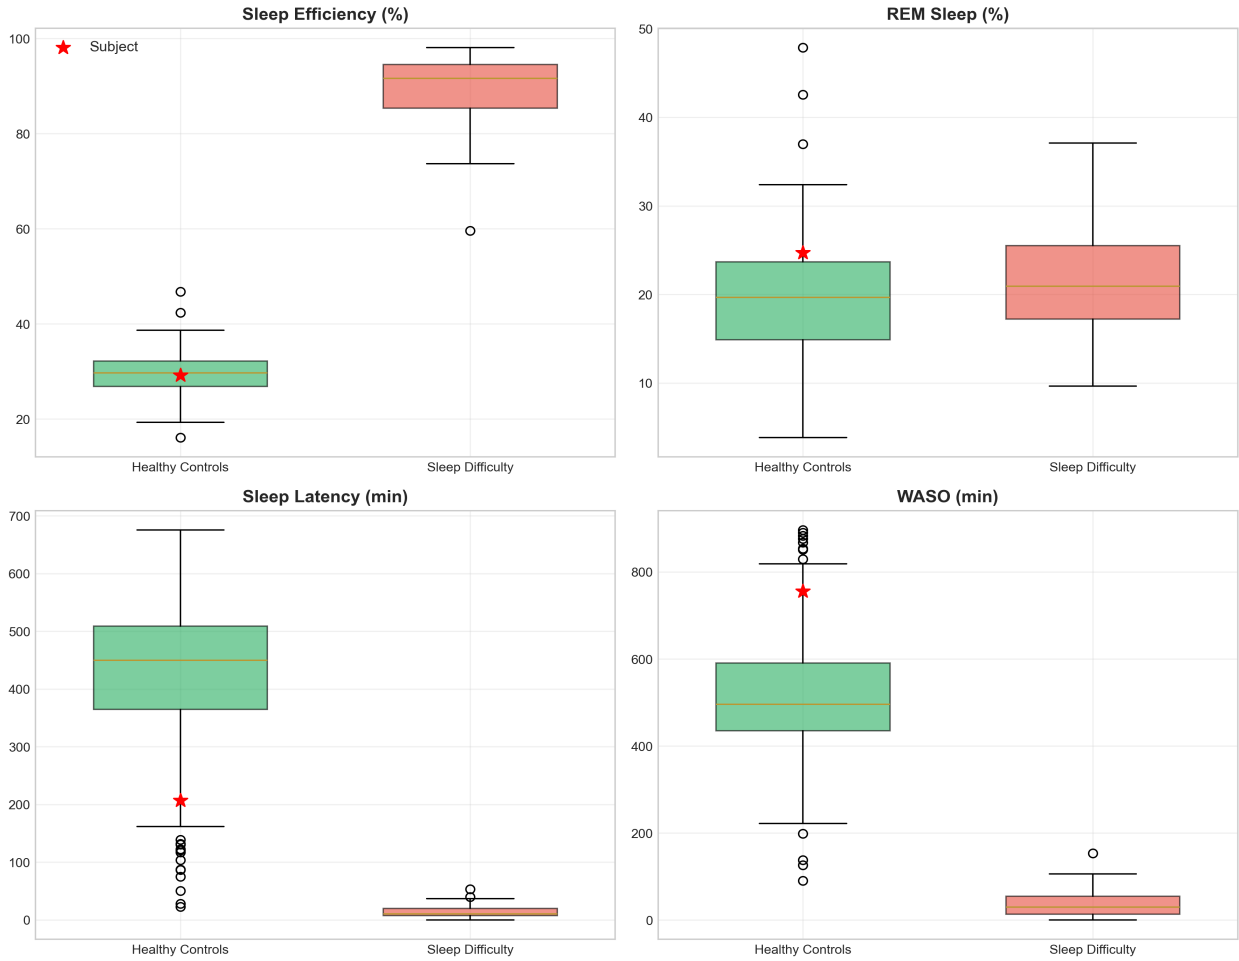 Sleep Efficiency (%)
100
80
60
40
20
Subject
Healthy Controls
Sleep Difficulty
REM Sleep (%)
50
40
30
20
10
Healthy Controls
Sleep Difficulty
Sleep Latency (min)
700
600
500
400
300
200
100
0
Healthy Controls
Sleep Difficulty
WASO (min)
800
600
400
200
0
Healthy Controls
Sleep Difficulty